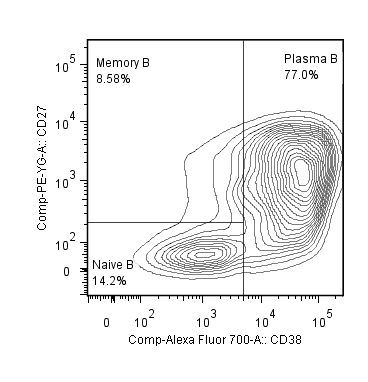 Memory B
8.58%
Plasma B
77.0%
Naive B
14.2%
10^5
10^4
10^3
10^2
0
Comp-PE-YG-A:: CD27
0
10^2
10^3
10^4
10^5
Comp-Alexa Fluor 700-A:: CD38